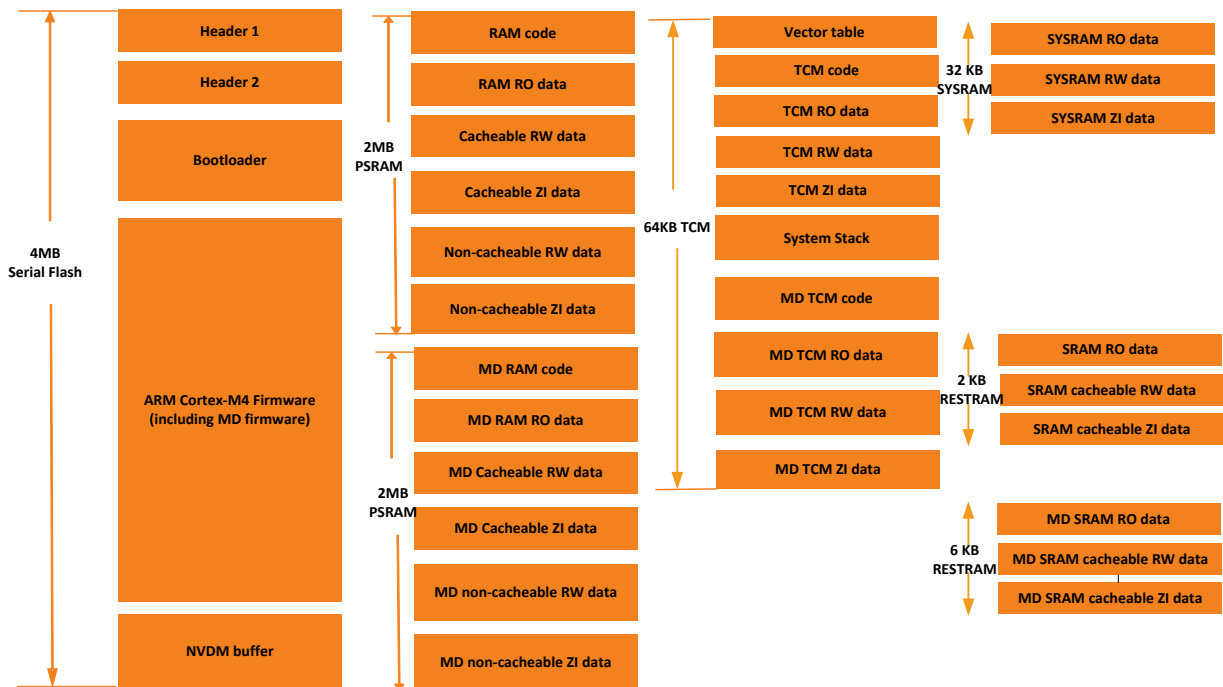 4MB
Serial Flash
Header 1
Header 2
Bootloader
ARM Cortex-M4 Firmware
(including MD firmware)
NVDM buffer
2MB
PSRAM
RAM code
RAM RO data
Cacheable RW data
Cacheable ZI data
Non-cacheable RW data
Non-cacheable ZI data
2MB
PSRAM
MD RAM code
MD RAM RO data
MD Cacheable RW data
MD Cacheable ZI data
MD non-cacheable RW data
MD non-cacheable ZI data
64KB TCM
Vector table
TCM code
TCM RO data
TCM RW data
TCM ZI data
System Stack
MD TCM code
MD TCM RO data
MD TCM RW data
MD TCM ZI data
32 KB
SYSRAM
SYSRAM RO data
SYSRAM RW data
SYSRAM ZI data
2 KB
RESTRAM
SRAM RO data
SRAM cacheable RW data
SRAM cacheable ZI data
6 KB
RESTRAM
MD SRAM RO data
MD SRAM cacheable RW data
MD SRAM cacheable ZI data